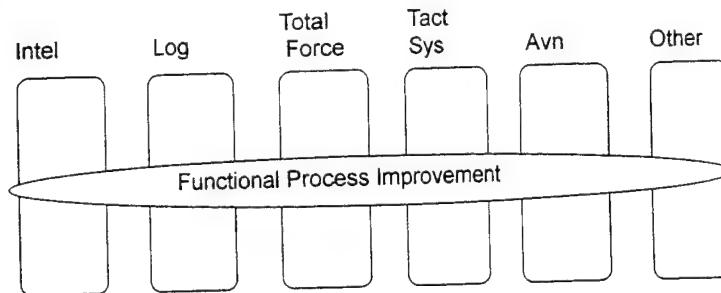 Intel
Log
Total
Force
Tact
Sys
Avn
Other
Functional Process Improvement